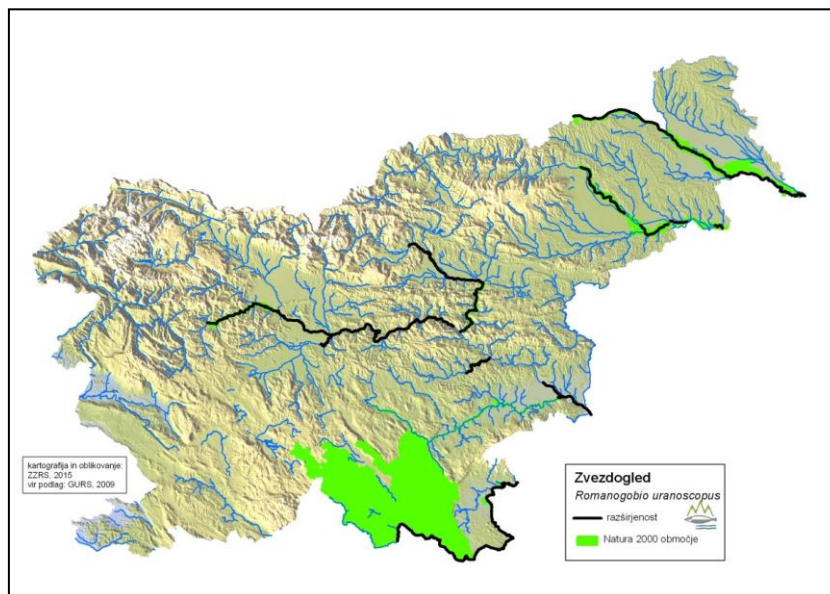 kartografija in oblikovanje:
ZZRS, 2015
vir podlag: GURS, 2009
Zvezdogled
Romanogobio uranoscopus
razširjenost
Natura 2000 območje